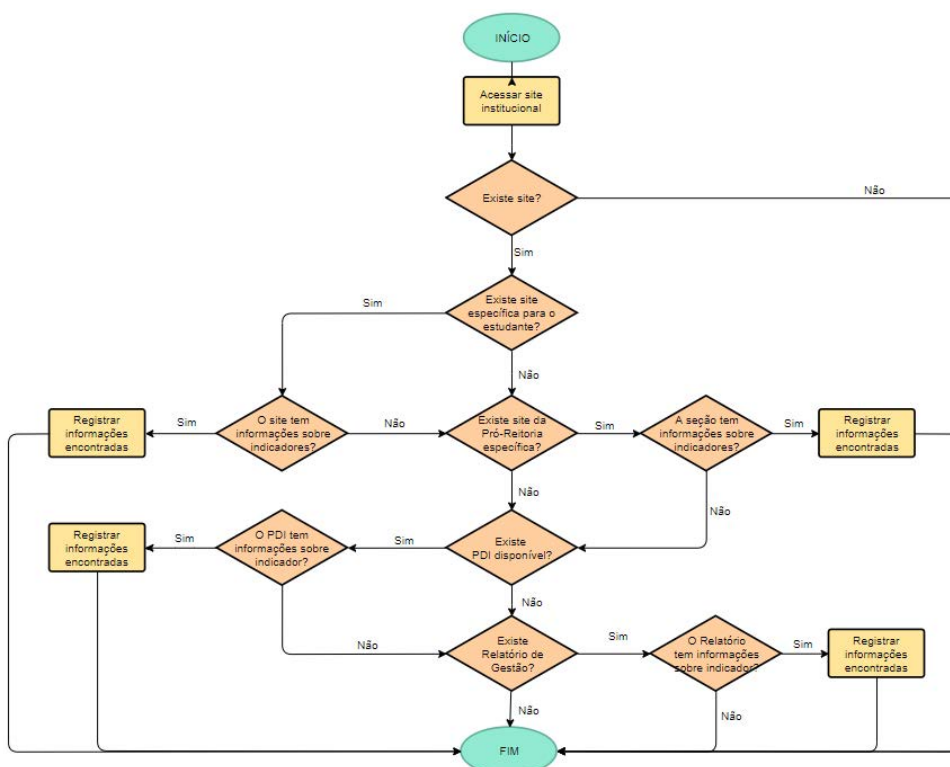 INÍCIO
Acessar site
institucional
Existe site?
Não
Sim
Existe site
específica para o
estudante?
Sim
Não
Registrar
informações
encontradas
Sim
O site tem
informações sobre
indicadores?
Não
Existe site da
Pró-Reitoria
específica?
Sim
A seção tem
informações sobre
indicadores?
Sim
Registrar
informações
encontradas
Não
Não
Registrar
informações
encontradas
Sim
O PDI tem
informações sobre
indicador?
Sim
Existe
PDI disponível?
Não
Não
Existe
Relatório de
Gestão?
Sim
O Relatório
tem informações
sobre indicador?
Sim
Registrar
informações
encontradas
Não
Não
FIM